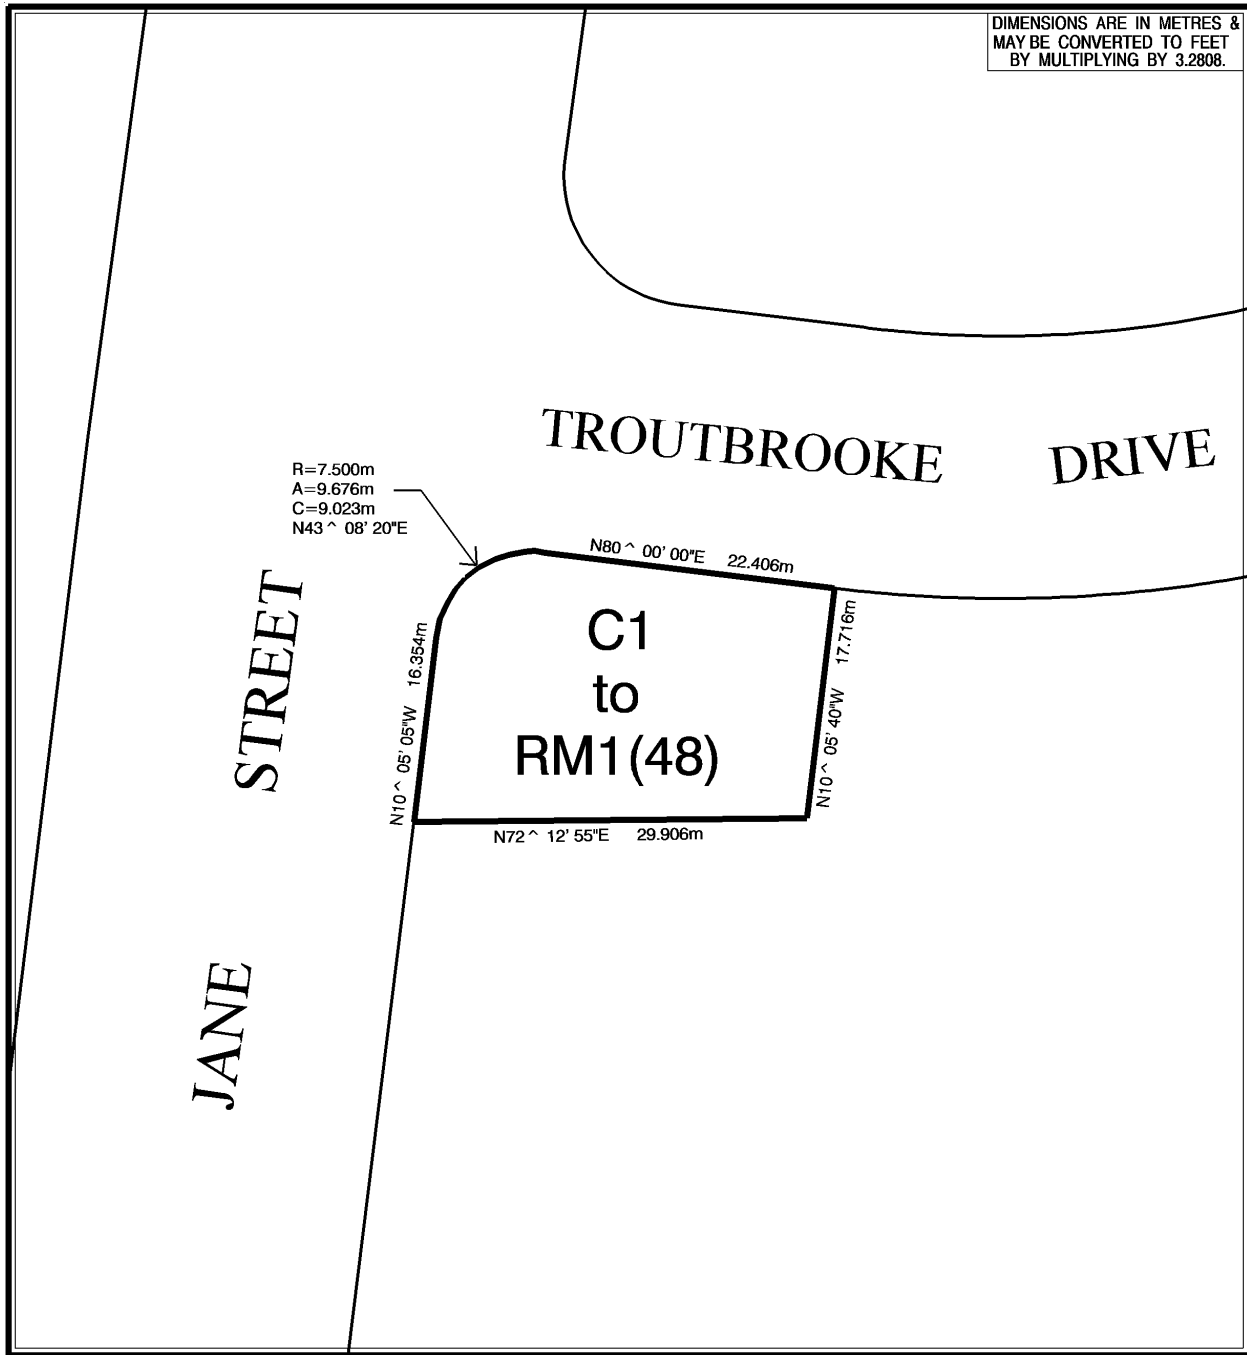 DIMENSIONS ARE IN METRES &
MAY BE CONVERTED TO FEET
BY MULTIPLYING BY 3.2808.
TROUTBROOKE DRIVE
R=7.500m
A=9.676m
C=9.023m
N43 ^ 08' 20"E
N80 ^ 00' 00"E 22.406m
C1
to
RM1(48)
N10 ^ 05' 05"W 16.354m
N10 ^ 05' 40"W 17.716m
N72 ^ 12' 55"E 29.906m
JANE STREET